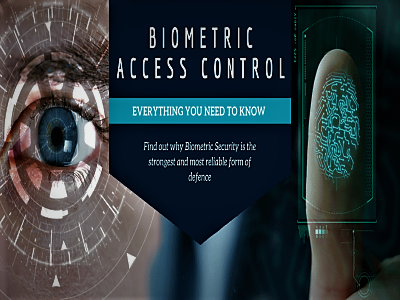 BIOMETRIC
ACCESS CONTROL
EVERYTHING YOU NEED TO KNOW
Find out why Biometric Security is the
strongest and most reliable form of
defence